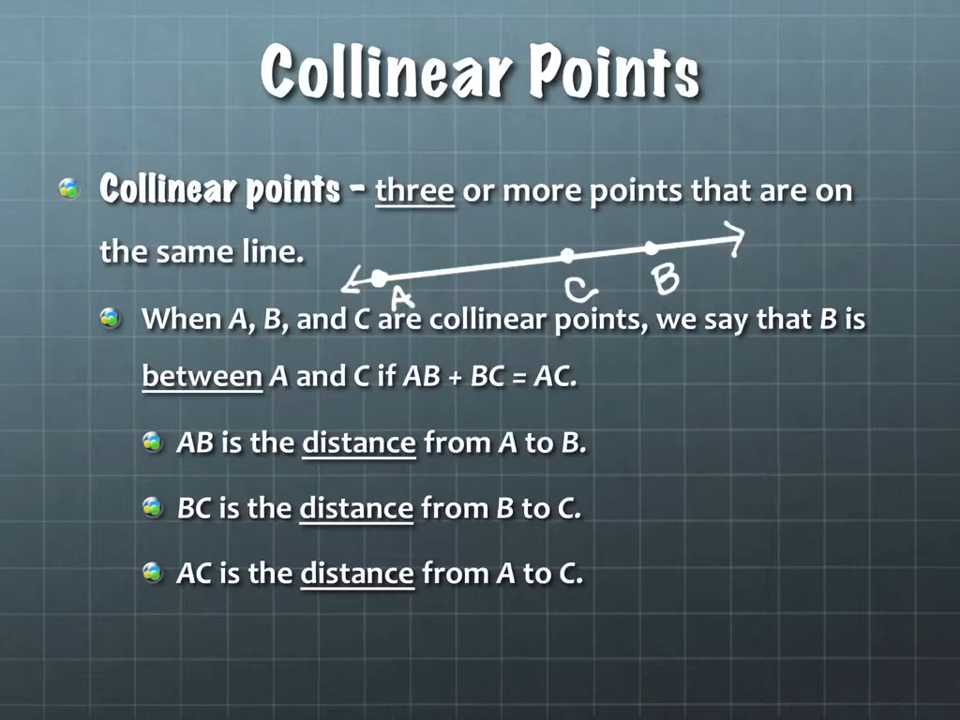 Collinear Points
Collinear points – three or more points that are on
the same line.
A C B
When A, B, and C are collinear points, we say that B is
between A and C if AB + BC = AC.
AB is the distance from A to B.
BC is the distance from B to C.
AC is the distance from A to C.